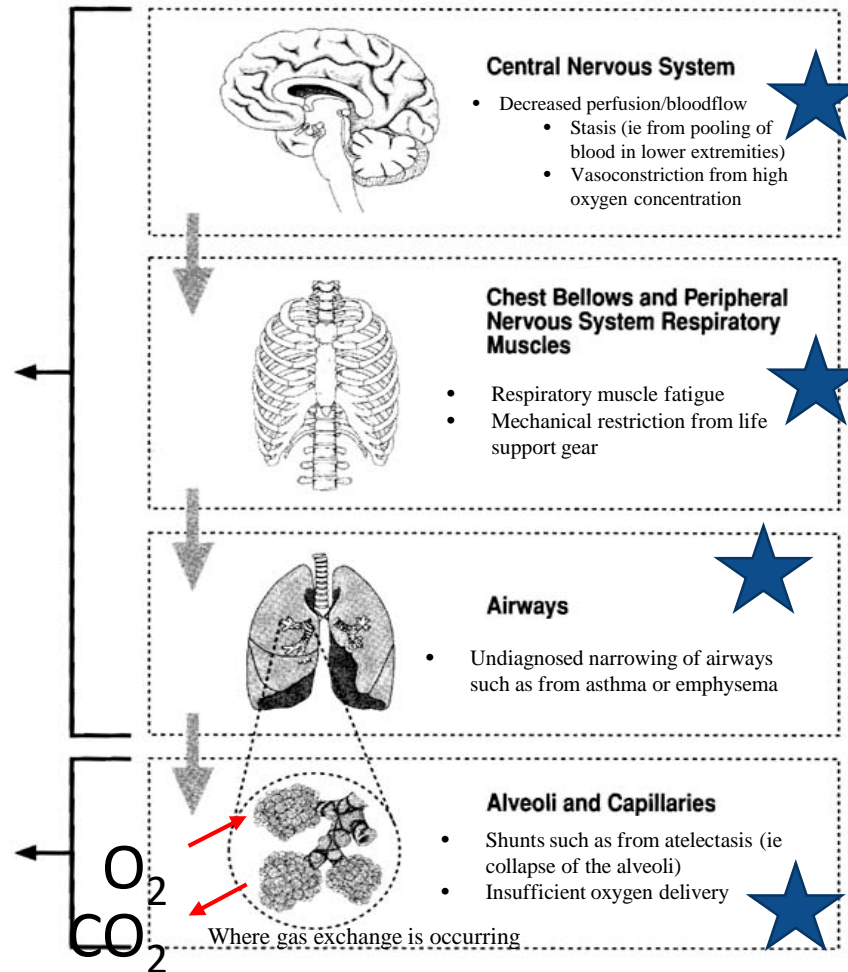 Central Nervous System
• Decreased perfusion/bloodflow
• Stasis (ie from pooling of
blood in lower extremities)
• Vasoconstriction from high
oxygen concentration
Chest Bellows and Peripheral
Nervous System Respiratory
Muscles
• Respiratory muscle fatigue
• Mechanical restriction from life
support gear
Airways
• Undiagnosed narrowing of airways
such as from asthma or emphysema
Alveoli and Capillaries
• Shunts such as from atelectasis (ie
collapse of the alveoli)
• Insufficient oxygen delivery
O₂
CO₂
Where gas exchange is occurring